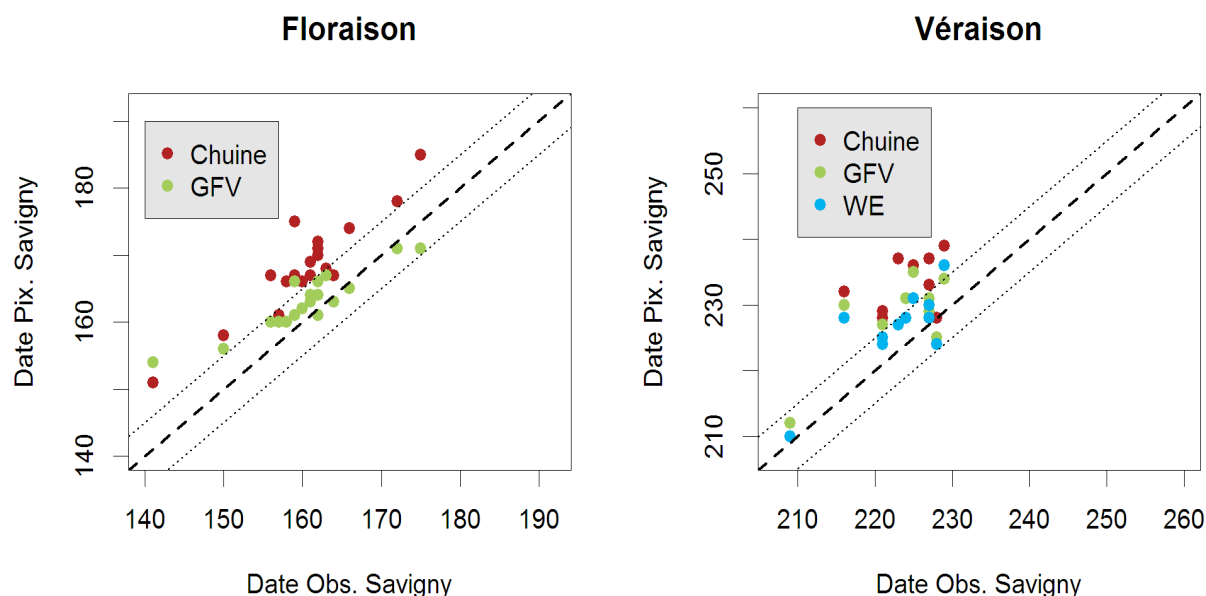 Floraison
Date Pix. Savigny
180
160
140
Chuine
GFV
140 150 160 170 180 190
Date Obs. Savigny
Véraison
Date Pix. Savigny
250
230
210
Chuine
GFV
WE
210 220 230 240 250 260
Date Obs. Savigny